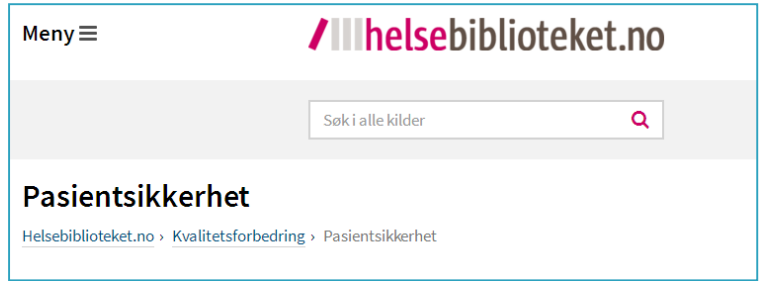 Meny
helsebiblioteket.no
Søk i alle kilder
Pasientsikkerhet
Helsebiblioteket.no › Kvalitetsforbedring › Pasientsikkerhet